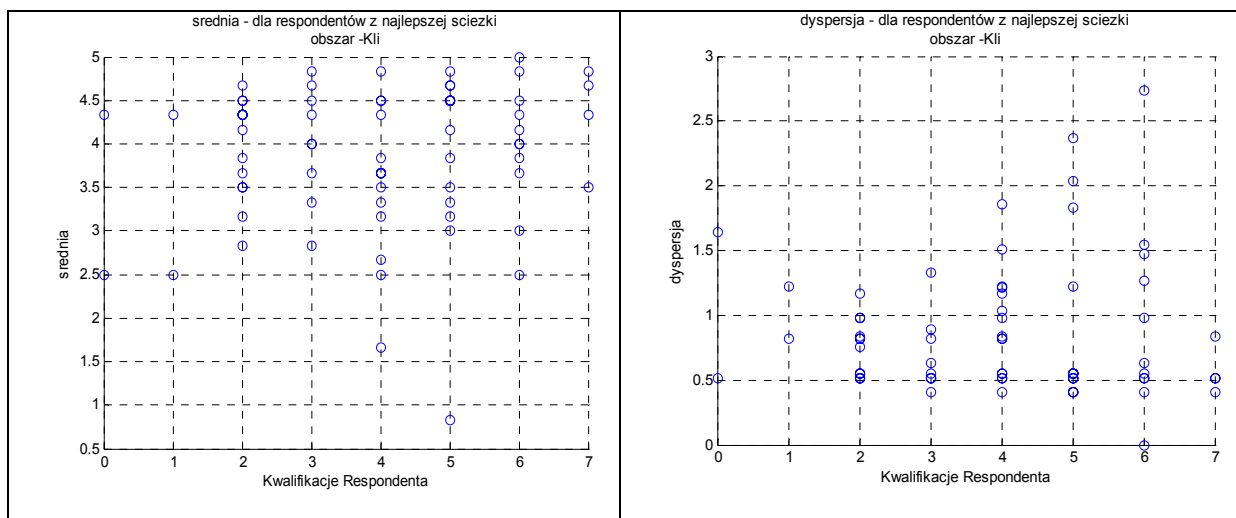 srednia - dla respondentów z najlepszej sciezki
obszar -Kli
5
4.5
4
3.5
3
2.5
2
1.5
1
0.5
srednia
0 1 2 3 4 5 6 7
Kwalifikacje Respondenta
dyspersja - dla respondentów z najlepszej sciezki
obszar -Kli
3
2.5
2
1.5
1
0.5
0
dyspersja
0 1 2 3 4 5 6 7
Kwalifikacje Respondenta